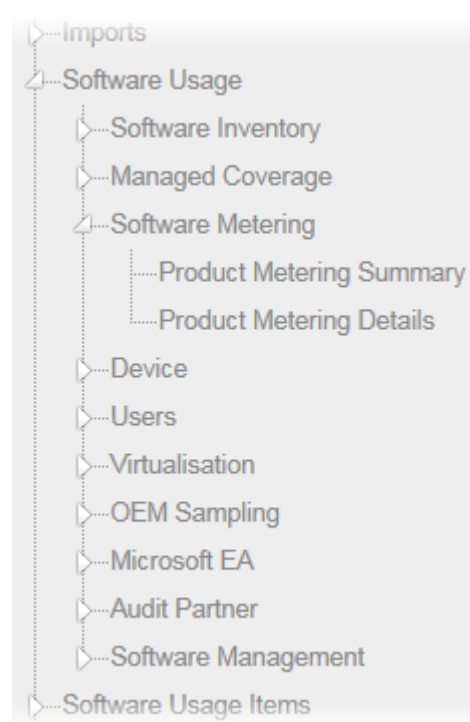 Imports
Software Usage
Software Inventory
Managed Coverage
Software Metering
Product Metering Summary
Product Metering Details
Device
Users
Virtualisation
OEM Sampling
Microsoft EA
Audit Partner
Software Management
Software Usage Items